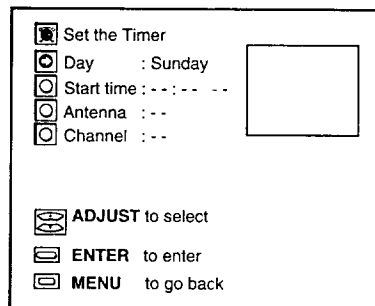 Set the Timer
Day : Sunday
Start time : - - : - - - -
Antenna : - -
Channel : - -
ADJUST to select
ENTER to enter
MENU to go back